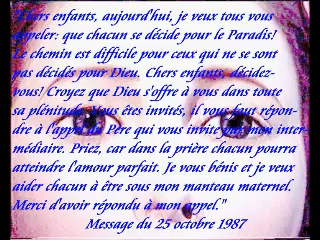 "Chers enfants, aujourd'hui, je veux tous vous
appeler: que chacun se décide pour le Paradis!
Le chemin est difficile pour ceux qui ne se sont
pas décidés pour Dieu. Chers enfants, décidez-
vous! Croyez que Dieu s'offre à vous dans toute
sa plénitude. Vous êtes invités, il vous faut répon-
dre à l'appel du Père qui vous invite par mon inter-
médiaire. Priez, car dans la prière chacun pourra
atteindre l'amour parfait. Je vous bénis et je veux
aider chacun à être sous mon manteau maternel.
Merci d'avoir répondu à mon appel."
Message du 25 octobre 1987